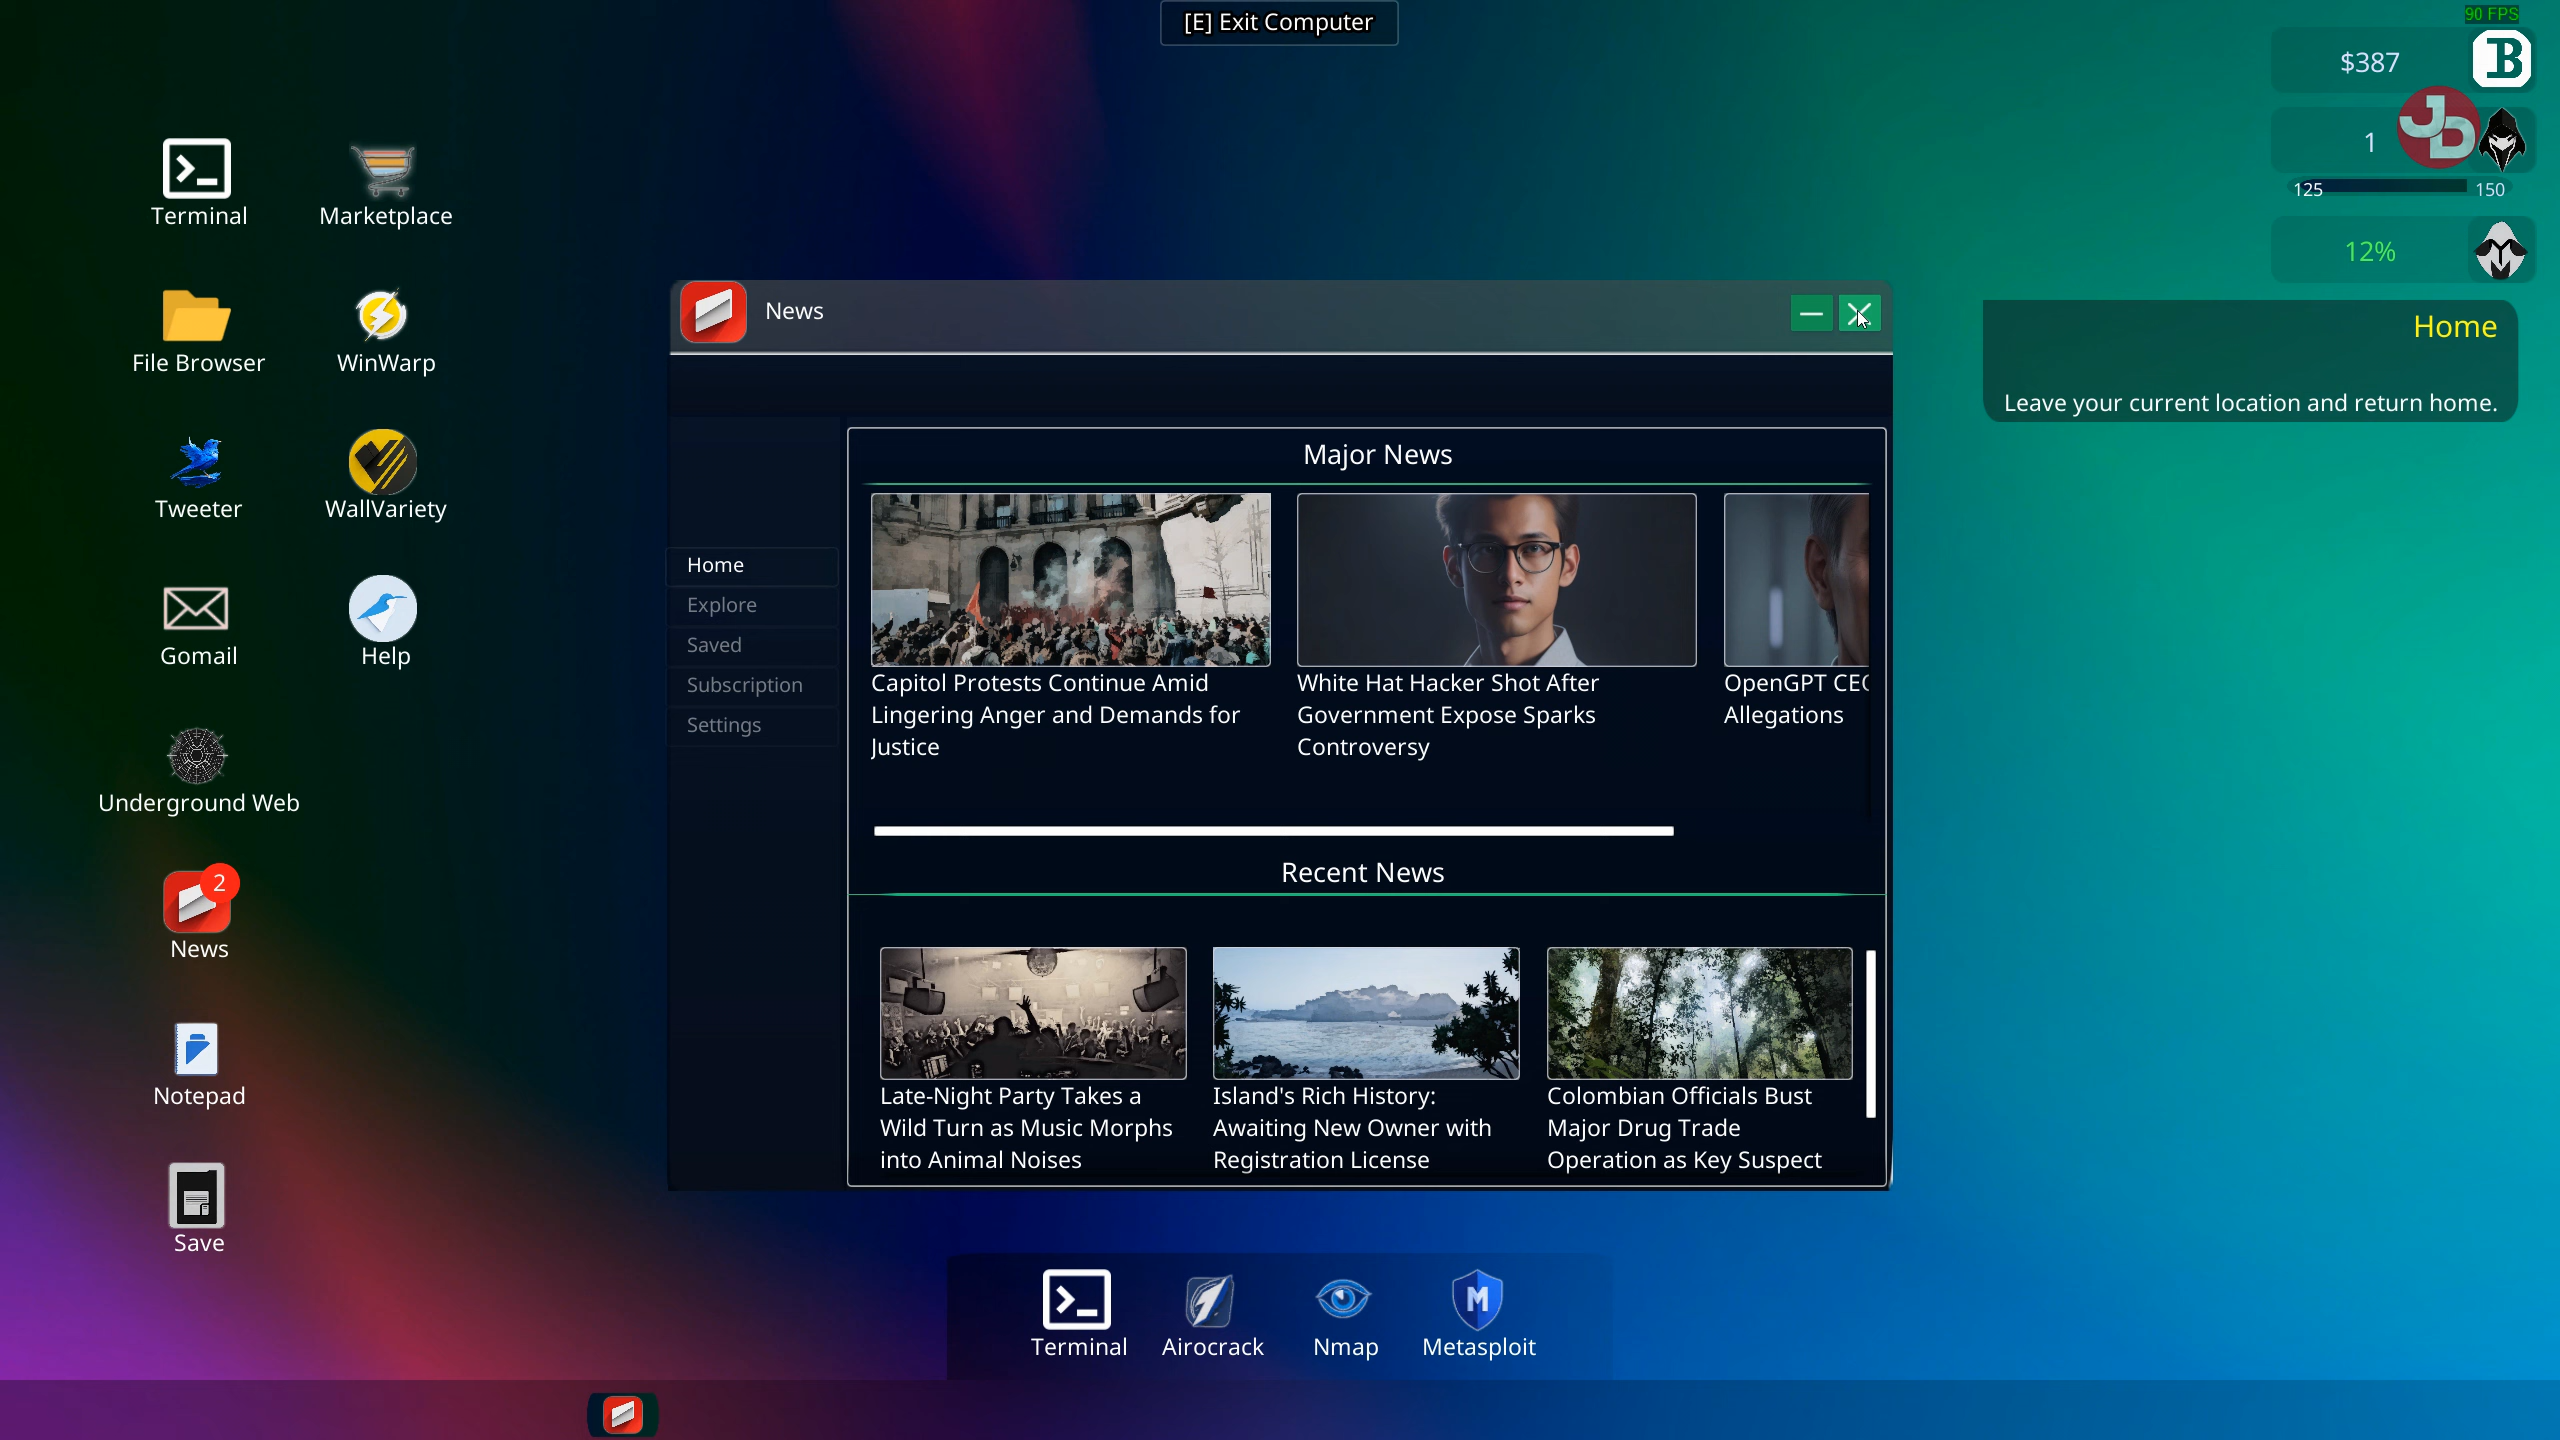 [E] Exit Computer
90 FPS
$387
B
1
JD
125
150
12%
Home
Leave your current location and return home.
Terminal
Marketplace
File Browser
WinWarp
Tweeter
WallVariety
Gomail
Help
Underground Web
2
News
Notepad
Save
News
Home
Explore
Saved
Subscription
Settings
Major News
Capitol Protests Continue Amid
Lingering Anger and Demands for
Justice
White Hat Hacker Shot After
Government Expose Sparks
Controversy
OpenGPT CEO
Allegations
Recent News
Late-Night Party Takes a
Wild Turn as Music Morphs
into Animal Noises
Island's Rich History:
Awaiting New Owner with
Registration License
Colombian Officials Bust
Major Drug Trade
Operation as Key Suspect
Terminal
Airocrack
Nmap
M
Metasploit